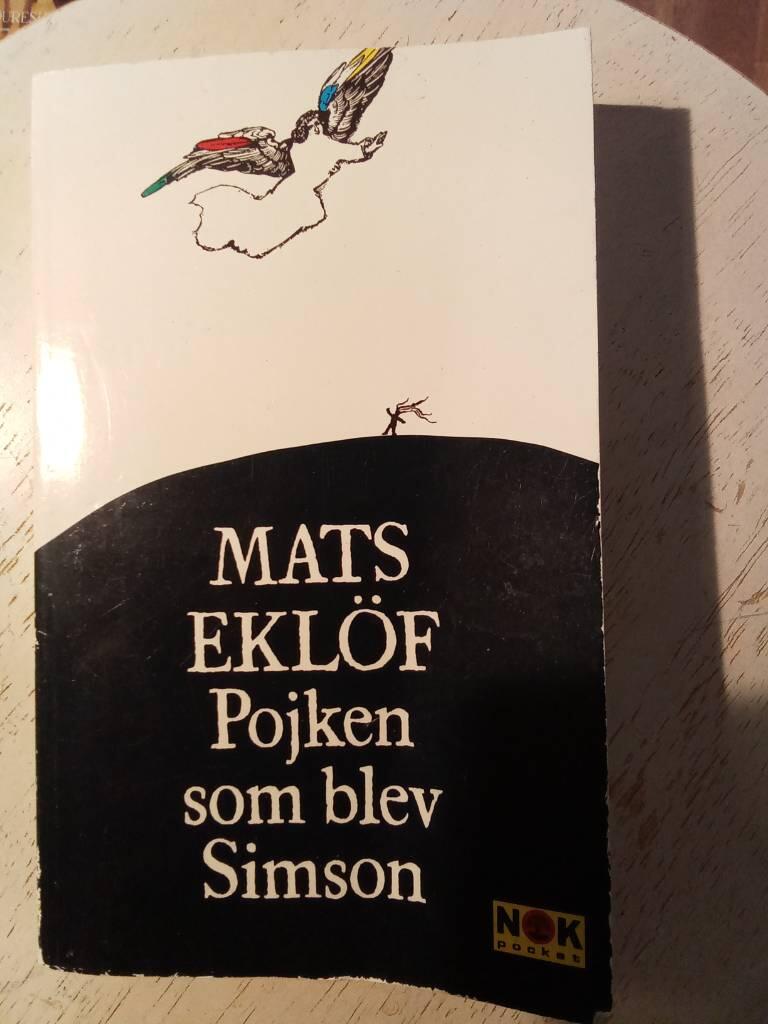 MATS
EKLÖF
Pojken
som blev
Simson
NOK
pocket